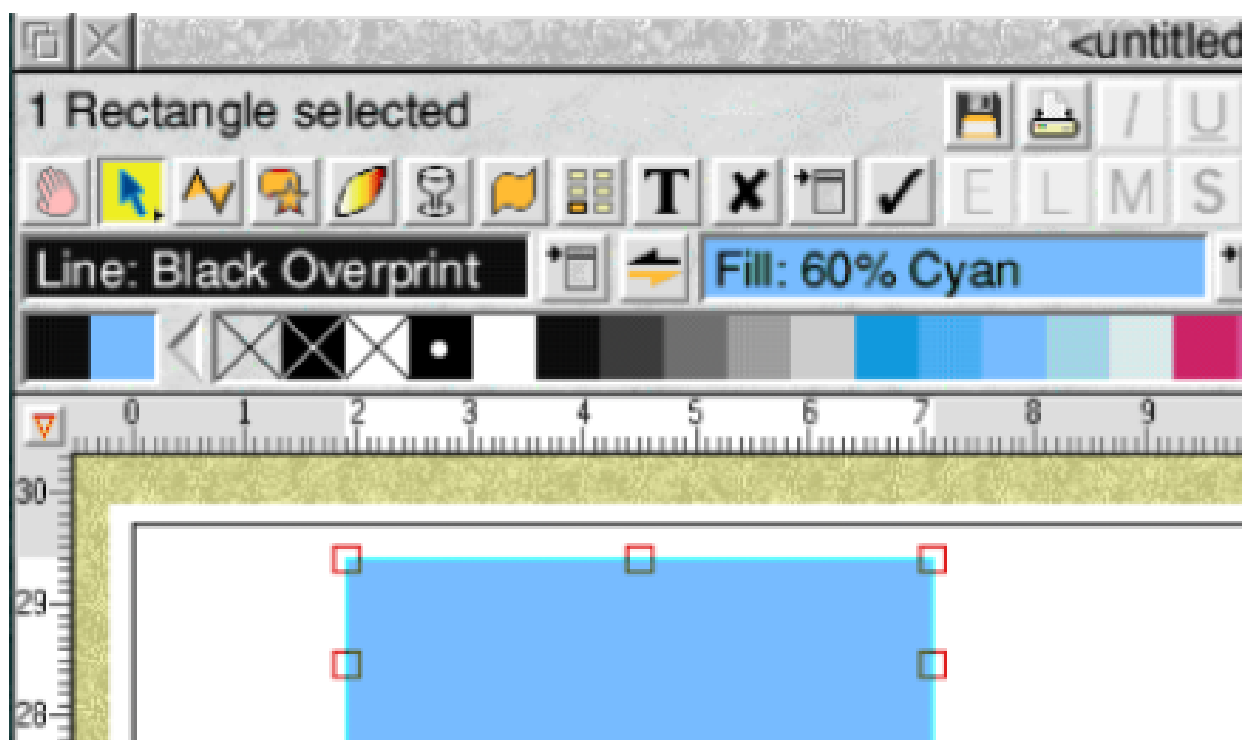 <untitled
1 Rectangle selected
I U
T E L M S
Line: Black Overprint Fill: 60% Cyan
0 1 2 3 4 5 6 7 8 9
30
29
28